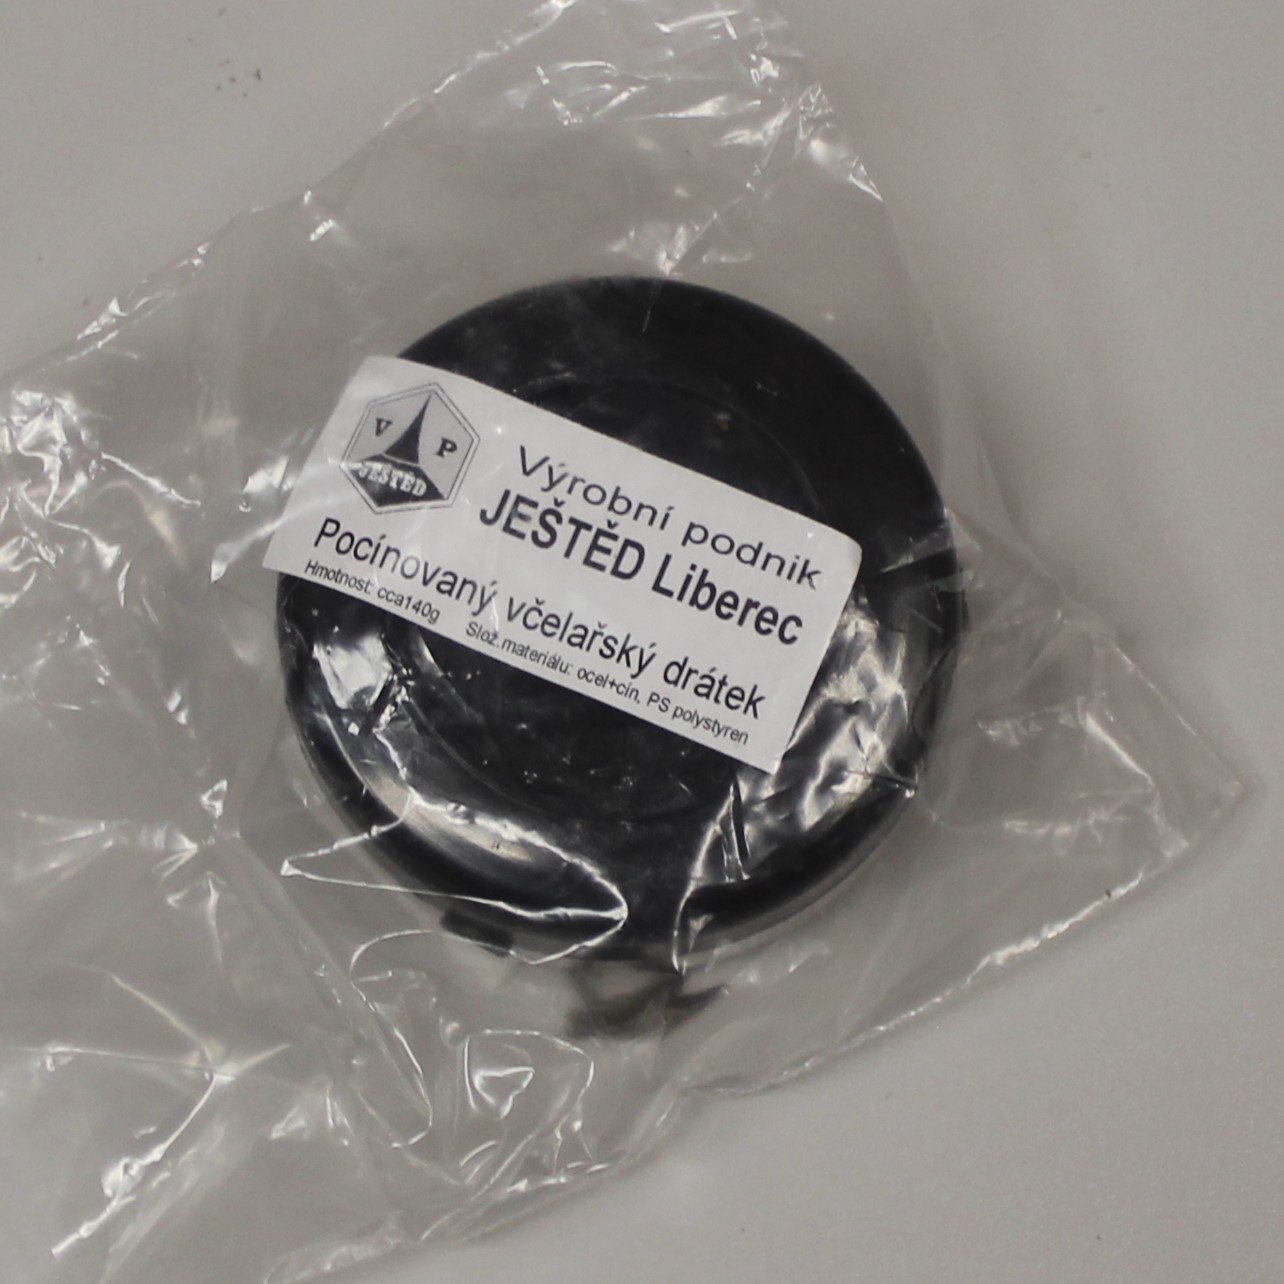 V P
JEŠTĚD
Výrobní podnik
JEŠTĚD Liberec
Pocínovaný včelařský drátek
Hmotnost: cca140g Slož.materiálu: ocel+cín, PS polystyren